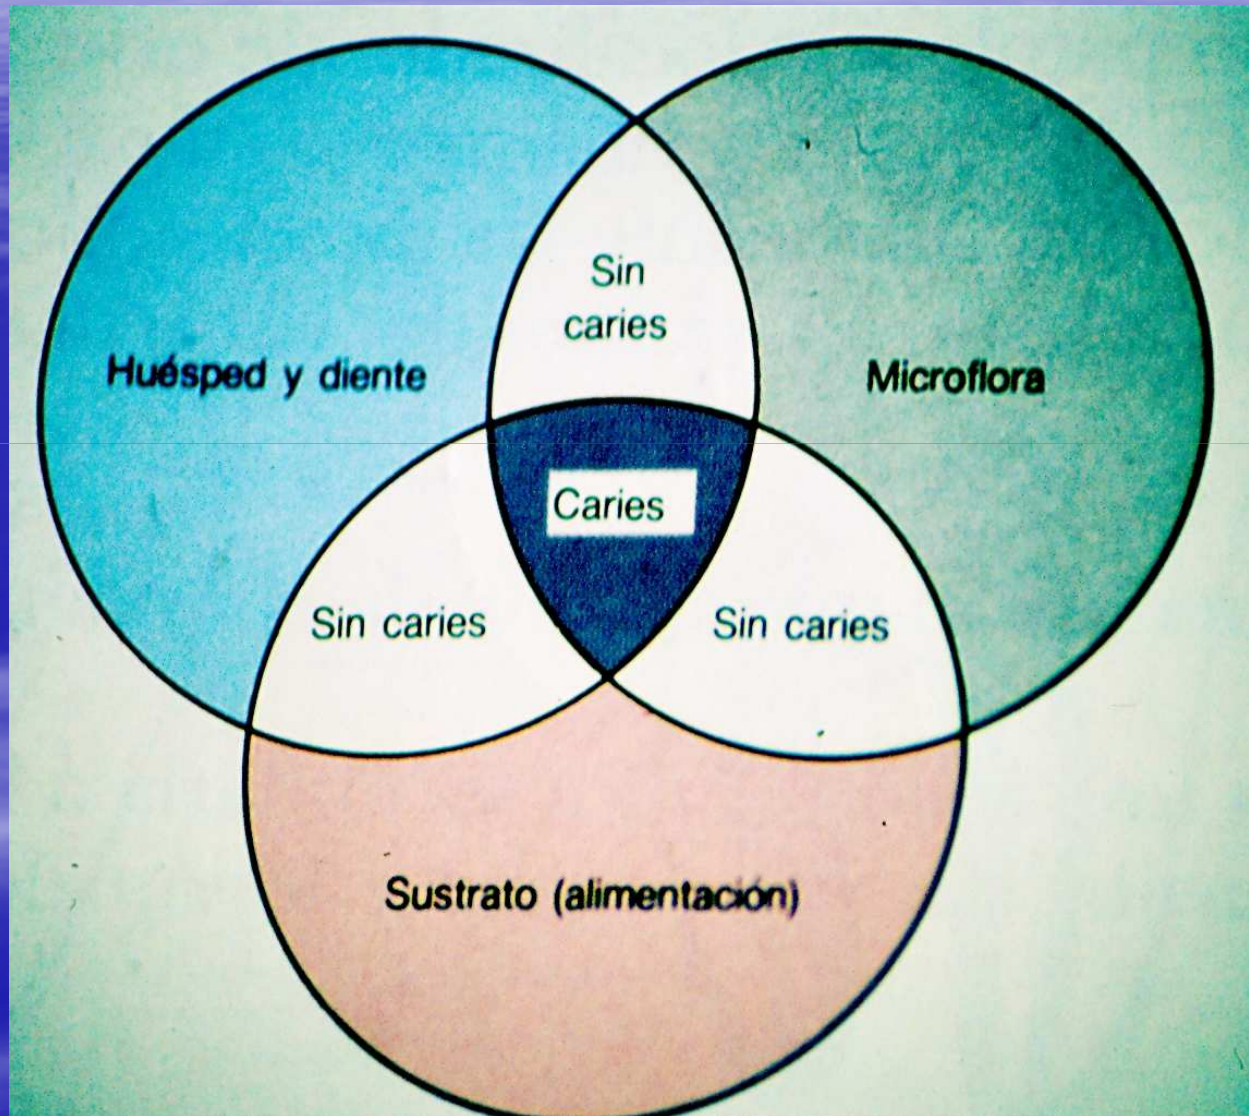 Sin
caries
Huésped y diente
Microflora
Caries
Sin caries
Sin caries
Sustrato (alimentación)